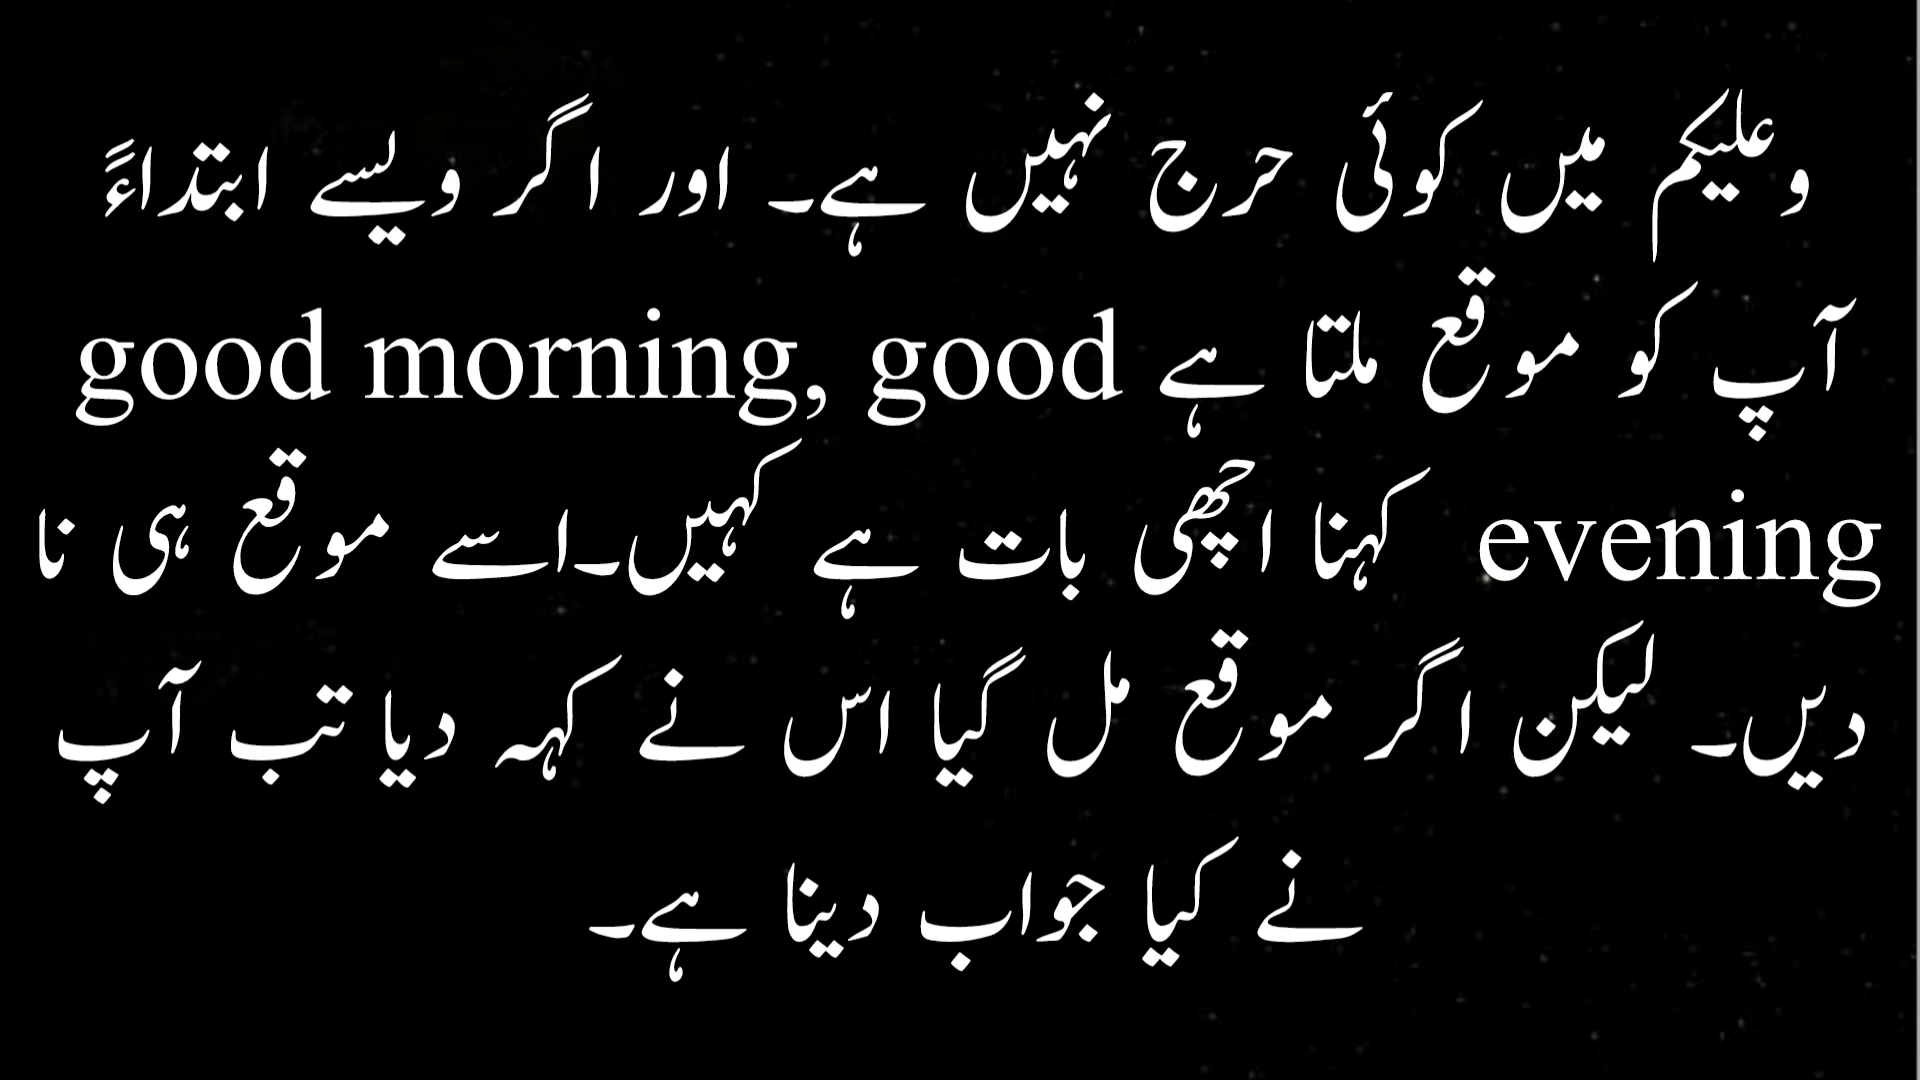 وعلیکم میں کوئی حرج نہیں ہے۔ اور اگر ویسے ابتداءً
آپ کو موقع ملتا ہے good morning, good
evening کہنا اچھی بات ہے کہیں۔اسے موقع ہی نا
دیں۔ لیکن اگر موقع مل گیا اس نے کہہ دیا تب آپ
نے کیا جواب دینا ہے۔